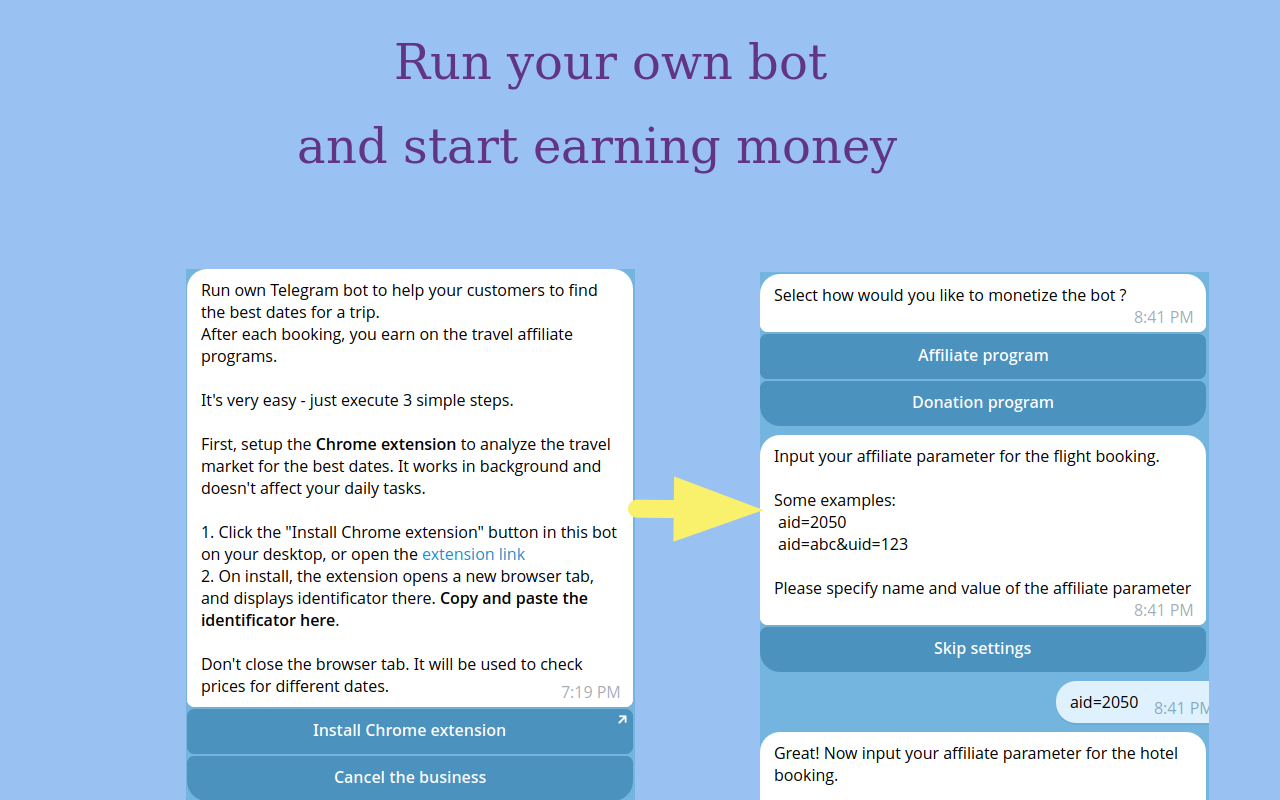 Run your own bot
and start earning money
Run own Telegram bot to help your customers to find
the best dates for a trip.
After each booking, you earn on the travel affiliate
programs.
It's very easy - just execute 3 simple steps.
First, setup the Chrome extension to analyze the travel
market for the best dates. It works in background and
doesn't affect your daily tasks.
1. Click the "Install Chrome extension" button in this bot
on your desktop, or open the extension link
2. On install, the extension opens a new browser tab,
and displays identificator there. Copy and paste the
identificator here.
Don't close the browser tab. It will be used to check
prices for different dates.
7:19 PM
Install Chrome extension
Cancel the business
Select how would you like to monetize the bot ?
8:41 PM
Affiliate program
Donation program
Input your affiliate parameter for the flight booking.
Some examples:
aid=2050
aid=abc&uid=123
Please specify name and value of the affiliate parameter
8:41 PM
Skip settings
aid=2050 8:41 PM
Great! Now input your affiliate parameter for the hotel
booking.